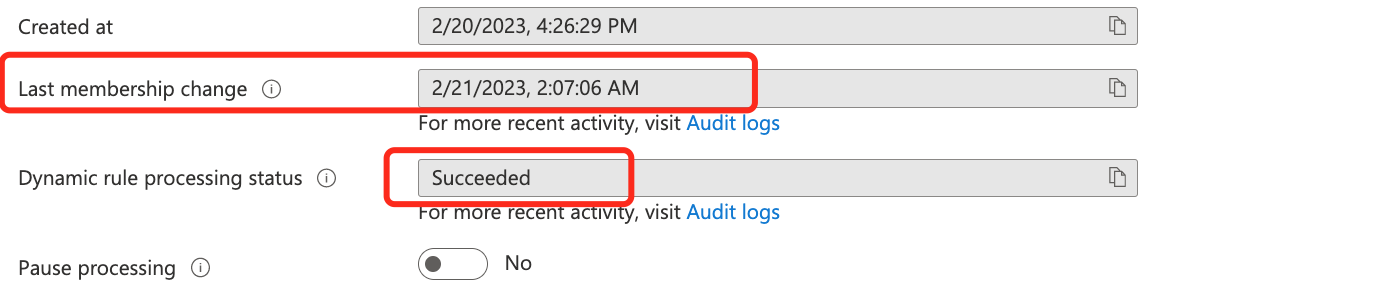 Created at 2/20/2023, 4:26:29 PM
Last membership change 2/21/2023, 2:07:06 AM
For more recent activity, visit Audit logs
Dynamic rule processing status Succeeded
For more recent activity, visit Audit logs
Pause processing No